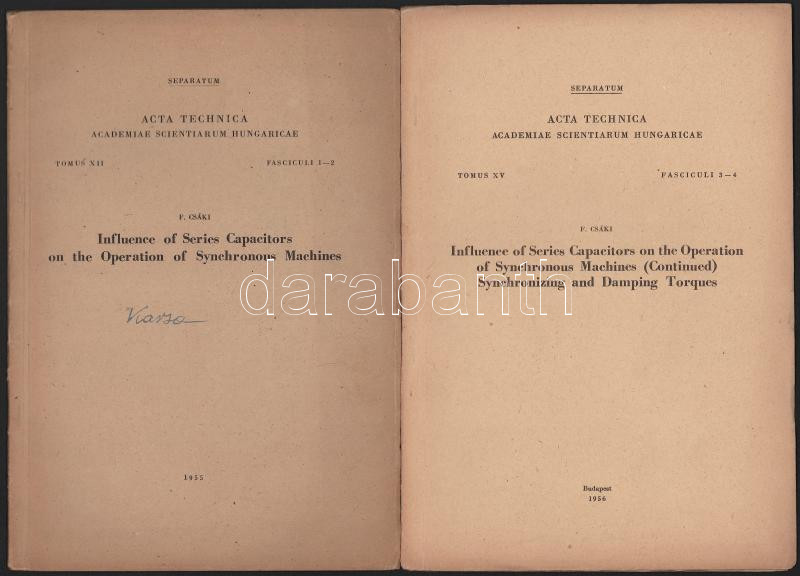 SEPARATUM
ACTA TECHNICA
ACADEMIAE SCIENTIARUM HUNGARICAE
TOMUS XII FASCICULI 1—2
F. CSÁKI
Influence of Series Capacitors
on the Operation of Synchronous Machines
Karsa
1955
SEPARATUM
ACTA TECHNICA
ACADEMIAE SCIENTIARUM HUNGARICAE
TOMUS XV FASCICULI 3—4
F. CSÁKI
Influence of Series Capacitors on the Operation
of Synchronous Machines (Continued)
Synchronizing and Damping Torques
Budapest
1956
darabanth